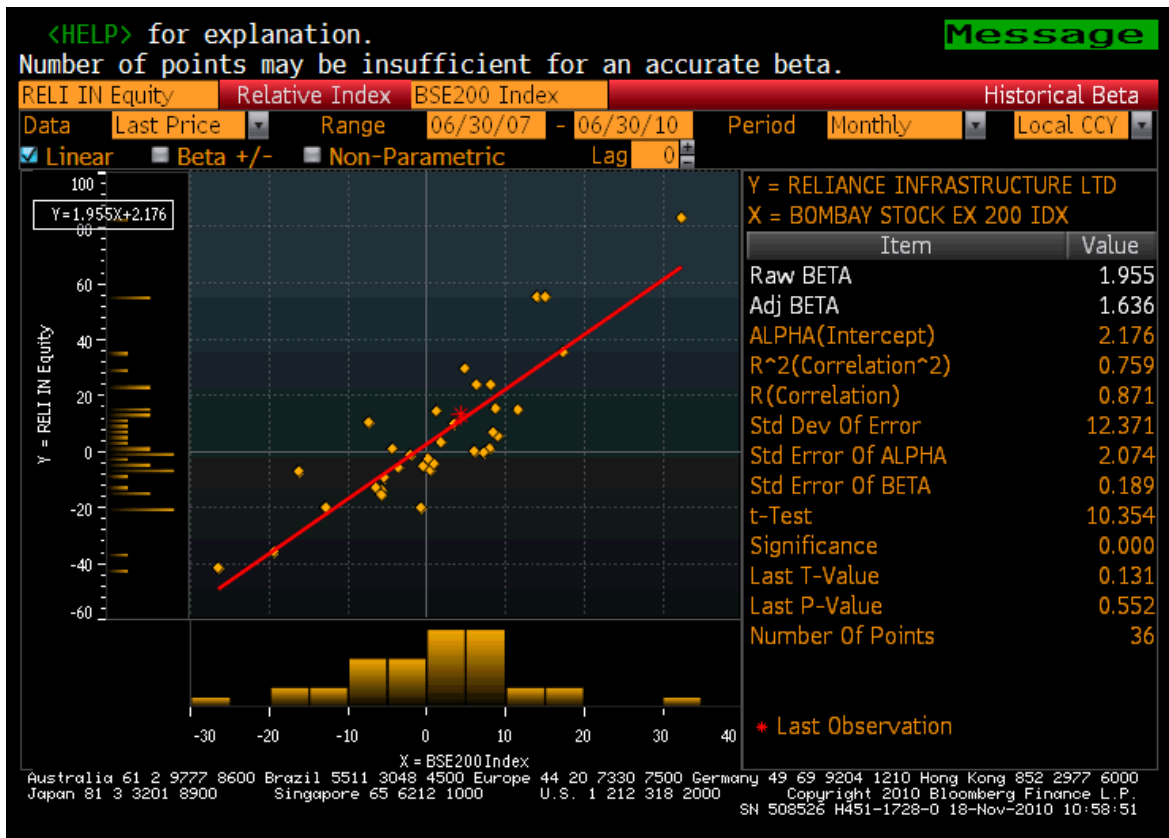 <HELP> for explanation. Message
Number of points may be insufficient for an accurate beta.
RELI IN Equity Relative Index BSE200 Index Historical Beta
Data Last Price Range 06/30/07 - 06/30/10 Period Monthly Local CCY
Linear Beta +/- Non-Parametric Lag 0
100
Y=1.955X+2.176
80
60
40
20
0
-20
-40
-60
Y = RELI IN Equity
-30 -20 -10 0 10 20 30 40
X = BSE200 Index
Y = RELIANCE INFRASTRUCTURE LTD
X = BOMBAY STOCK EX 200 IDX
Item Value
Raw BETA 1.955
Adj BETA 1.636
ALPHA(Intercept) 2.176
R^2(Correlation^2) 0.759
R(Correlation) 0.871
Std Dev Of Error 12.371
Std Error Of ALPHA 2.074
Std Error Of BETA 0.189
t-Test 10.354
Significance 0.000
Last T-Value 0.131
Last P-Value 0.552
Number Of Points 36
* Last Observation
Australia 61 2 9777 8600 Brazil 5511 3048 4500 Europe 44 20 7330 7500 Germany 49 69 9204 1210 Hong Kong 852 2977 6000
Japan 81 3 3201 8900 Singapore 65 6212 1000 U.S. 1 212 318 2000 Copyright 2010 Bloomberg Finance L.P.
SN 508526 H451-1728-0 18-Nov-2010 10:58:51